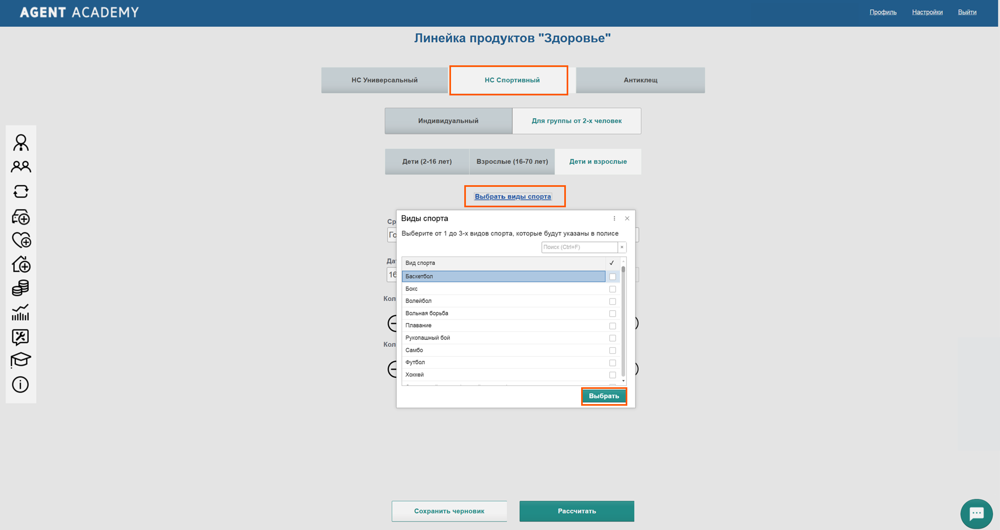 AGENT ACADEMY
Профиль Настройки Выйти
Линейка продуктов "Здоровье"
НС Универсальный НС Спортивный Антиклещ
Индивидуальный Для группы от 2-х человек
Дети (2-16 лет) Взрослые (16-70 лет) Дети и взрослые
Выбрать виды спорта
Виды спорта
Ср
Выберите от 1 до 3-х видов спорта, которые будут указаны в полисе
Го
Поиск (Ctrl+F)
Да
Вид спорта
16
Баскетбол
Бокс
Кол
Волейбол
Вольная борьба
Плавание
Рукопашный бой
Кол
Самбо
Футбол
Хоккей
Выбрать
Сохранить черновик Рассчитать